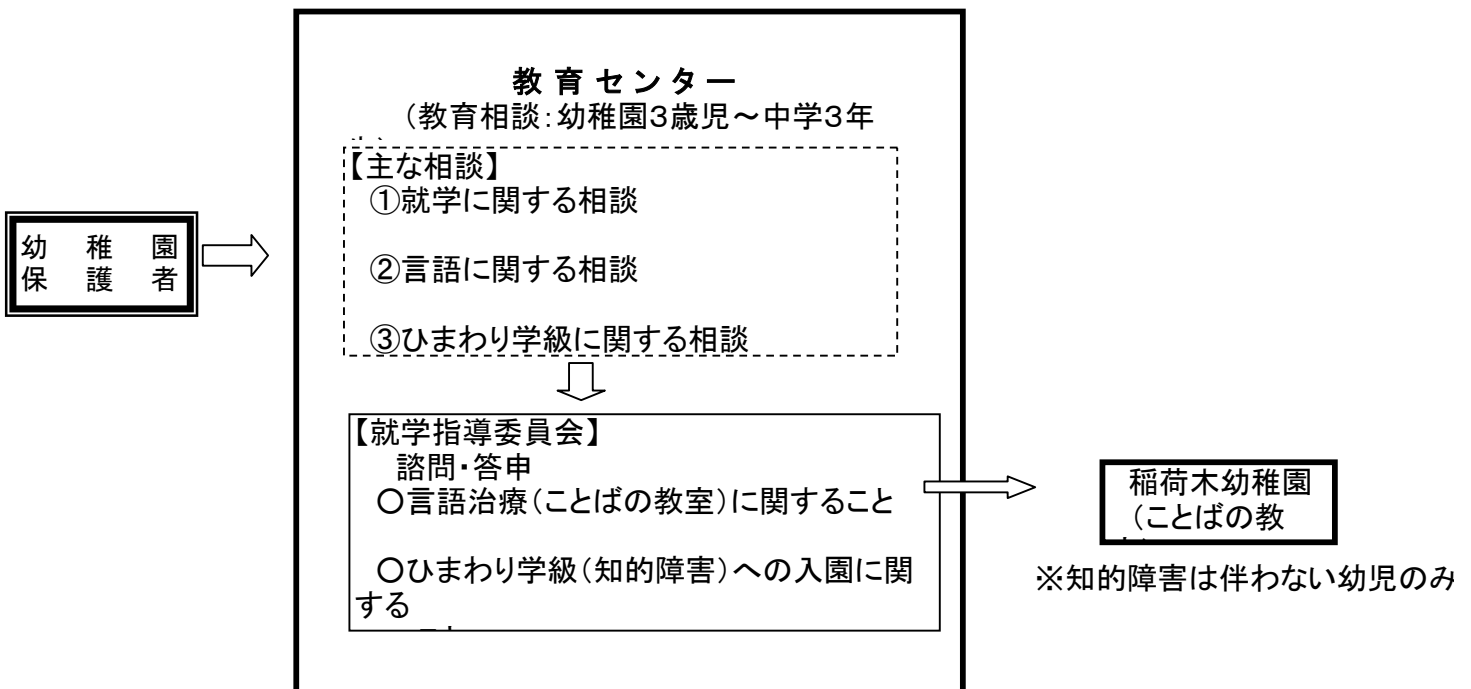 教育センター
（教育相談：幼稚園３歳児～中学３年
【主な相談】
①就学に関する相談
②言語に関する相談
③ひまわり学級に関する相談
幼　稚　園
保　護　者
【就学指導委員会】
諮問・答申
○言語治療（ことばの教室）に関すること
○ひまわり学級（知的障害）への入園に関
する
稲荷木幼稚園
（ことばの教
※知的障害は伴わない幼児のみ